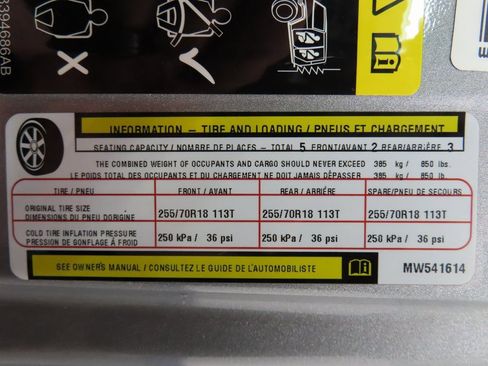 68394686AB
INFORMATION – TIRE AND LOADING / PNEUS ET CHARGEMENT
SEATING CAPACITY / NOMBRE DE PLACES – TOTAL 5 FRONT/AVANT 2 REAR/ARRIÈRE 3
THE COMBINED WEIGHT OF OCCUPANTS AND CARGO SHOULD NEVER EXCEED 385 kg / 850 lbs.
LE POIDS TOTAL DES OCCUPANTS ET DU CHARGEMENT NE DOIT JAMAIS DÉPASSER 385 kg / 850 lb.
TIRE / PNEU FRONT / AVANT REAR / ARRIÈRE SPARE/PNEU DE SECOURS
ORIGINAL TIRE SIZE
DIMENSIONS DU PNEU D'ORIGINE 255/70R18 113T 255/70R18 113T 255/70R18 113T
COLD TIRE INFLATION PRESSURE
PRESSION DE GONFLAGE À FROID 250 kPa / 36 psi 250 kPa / 36 psi 250 kPa / 36 psi
SEE OWNER'S MANUAL / CONSULTEZ LE GUIDE DE L'AUTOMOBILISTE
MW541614